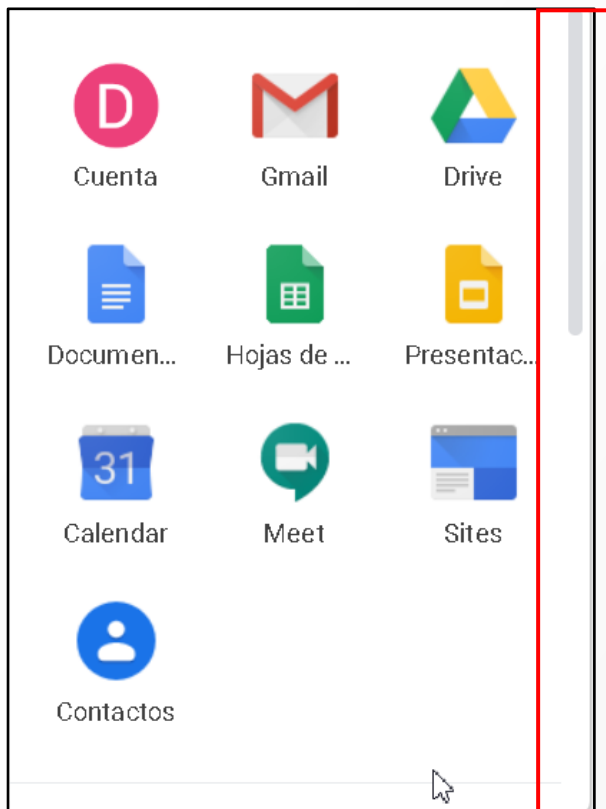 D
Cuenta Gmail Drive
Documen... Hojas de ... Presentac...
31
Calendar Meet Sites
Contactos